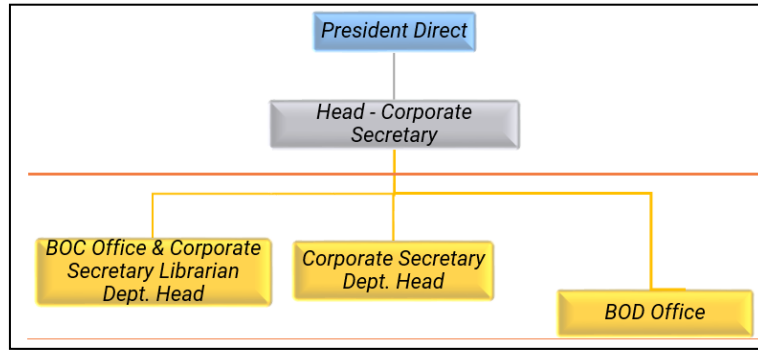 President Direct
Head - Corporate
Secretary
BOC Office & Corporate
Secretary Librarian
Dept. Head
Corporate Secretary
Dept. Head
BOD Office